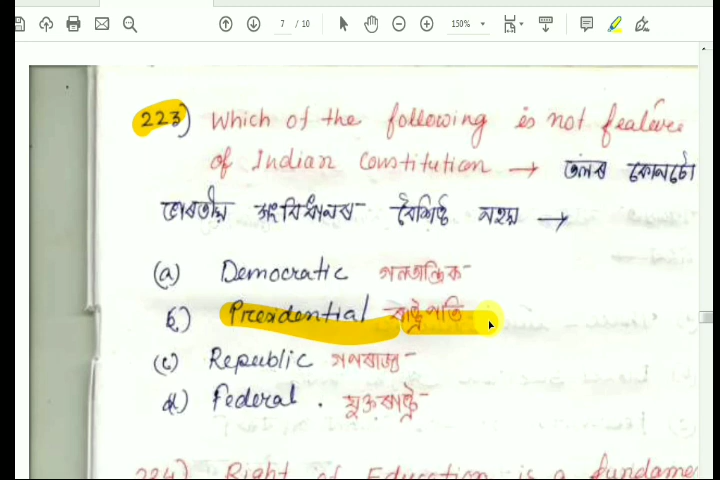 7 / 10 150%
223) Which of the following is not feature
of Indian Constitution → তলৰ কোনটো
ভাৰতীয় সংবিধানৰ বৈশিষ্ট নহয় →
(a) Democratic গনতান্ত্ৰিক
b) Presidential ৰাষ্ট্ৰপতি
(c) Republic গণৰাজ্য
d) Federal . যুক্তৰাষ্ট্ৰ
224) Right of Education is a fundame